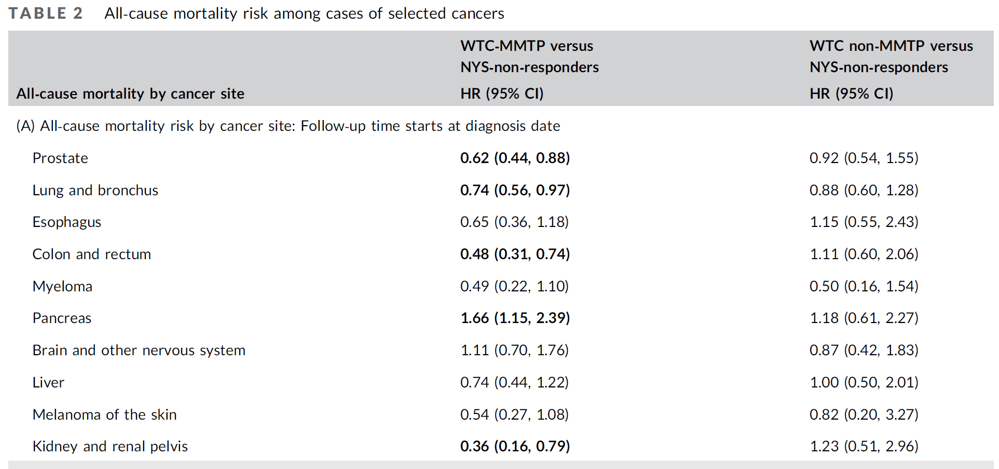 TABLE 2 All-cause mortality risk among cases of selected cancers
WTC-MMTP versus WTC non-MMTP versus
NYS-non-responders NYS-non-responders
All-cause mortality by cancer site HR (95% CI) HR (95% CI)
(A) All-cause mortality risk by cancer site: Follow-up time starts at diagnosis date
Prostate 0.62 (0.44, 0.88) 0.92 (0.54, 1.55)
Lung and bronchus 0.74 (0.56, 0.97) 0.88 (0.60, 1.28)
Esophagus 0.65 (0.36, 1.18) 1.15 (0.55, 2.43)
Colon and rectum 0.48 (0.31, 0.74) 1.11 (0.60, 2.06)
Myeloma 0.49 (0.22, 1.10) 0.50 (0.16, 1.54)
Pancreas 1.66 (1.15, 2.39) 1.18 (0.61, 2.27)
Brain and other nervous system 1.11 (0.70, 1.76) 0.87 (0.42, 1.83)
Liver 0.74 (0.44, 1.22) 1.00 (0.50, 2.01)
Melanoma of the skin 0.54 (0.27, 1.08) 0.82 (0.20, 3.27)
Kidney and renal pelvis 0.36 (0.16, 0.79) 1.23 (0.51, 2.96)